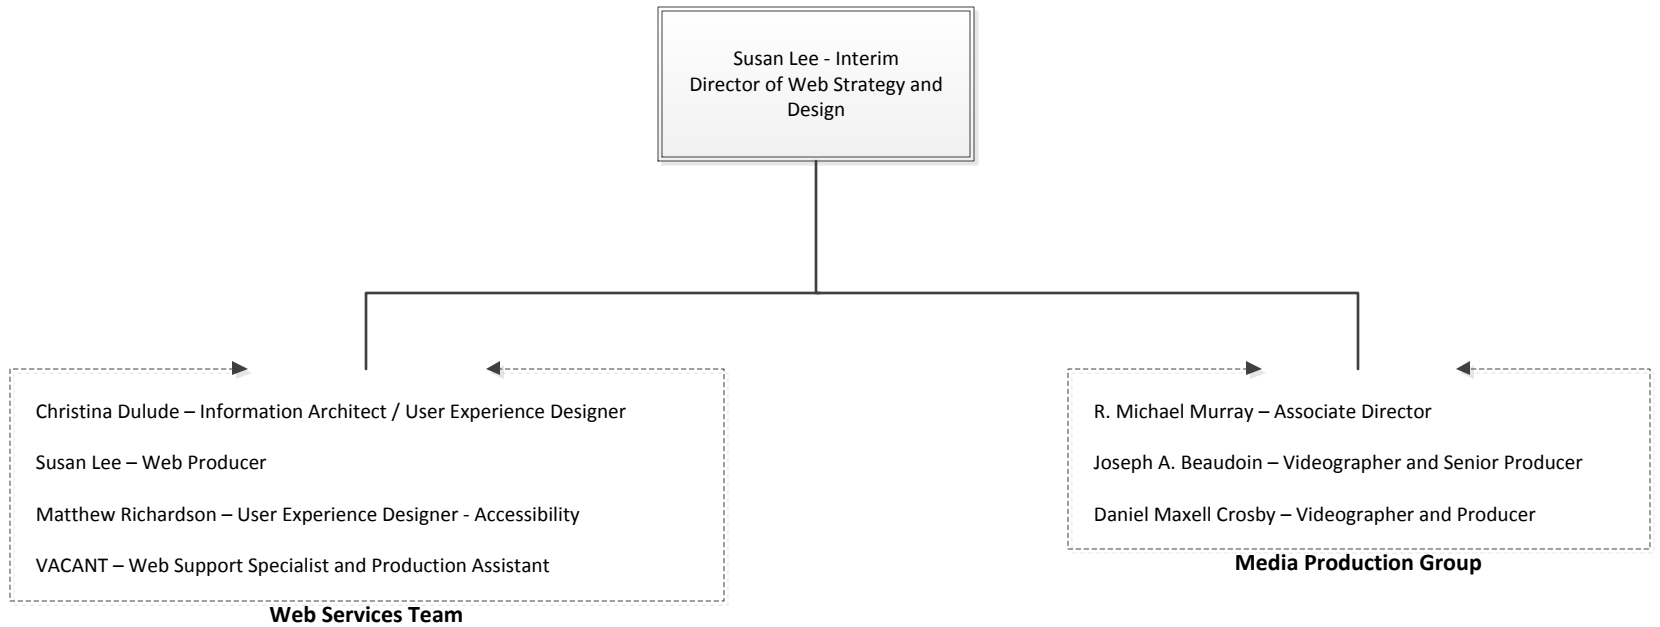 Susan Lee - Interim
Director of Web Strategy and
Design
Christina Dulude – Information Architect / User Experience Designer
Susan Lee – Web Producer
Matthew Richardson – User Experience Designer - Accessibility
VACANT – Web Support Specialist and Production Assistant
Web Services Team
R. Michael Murray – Associate Director
Joseph A. Beaudoin – Videographer and Senior Producer
Daniel Maxell Crosby – Videographer and Producer
Media Production Group